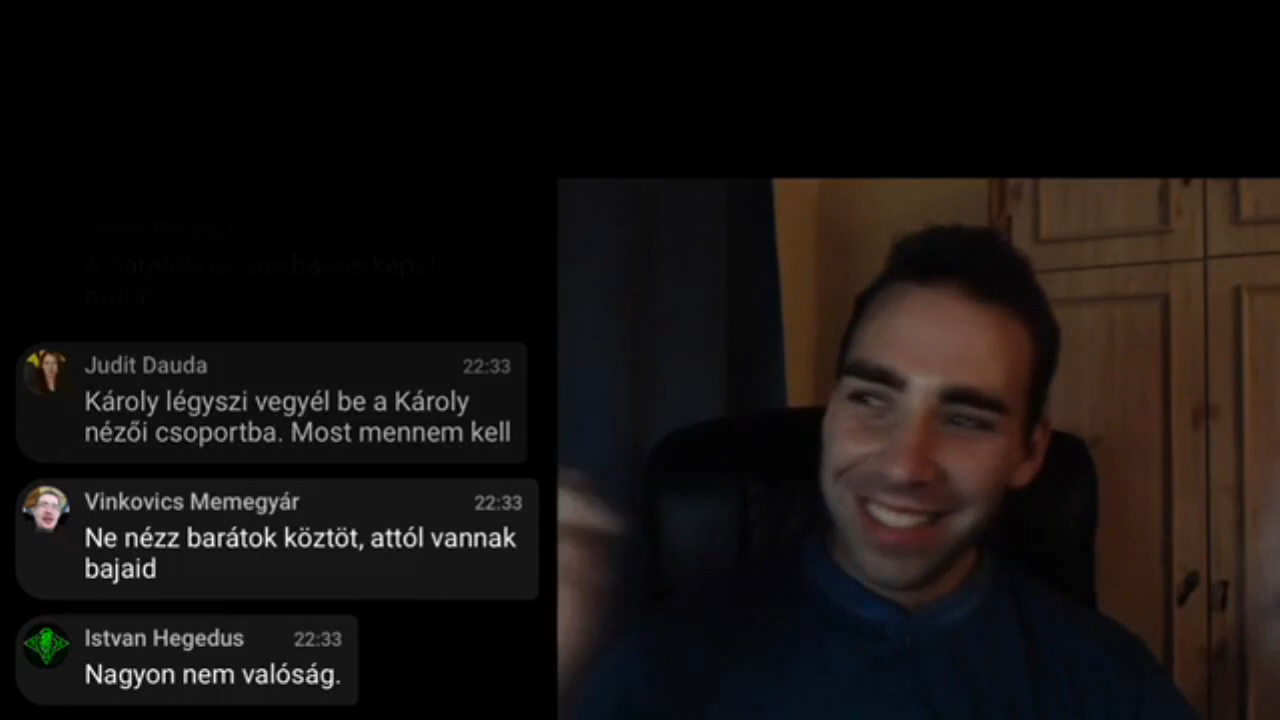 Judit Dauda 22:33
Károly légyszi vegyél be a Károly
nézői csoportba. Most mennem kell
Vinkovics Memegyár 22:33
Ne nézz barátok köztöt, attól vannak
bajaid
Istvan Hegedus 22:33
Nagyon nem valóság.